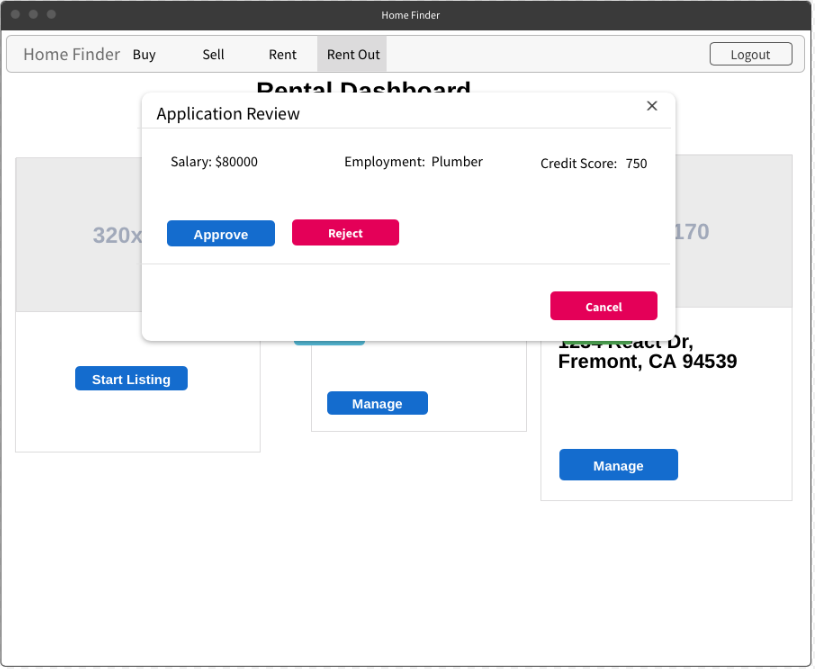 Home Finder
Home Finder Buy Sell Rent Rent Out Logout
Rental Dashboard
Application Review
Salary: $80000 Employment: Plumber Credit Score: 750
320x
170
Approve Reject
Cancel
1234 React Dr,
Fremont, CA 94539
Start Listing
Manage
Manage